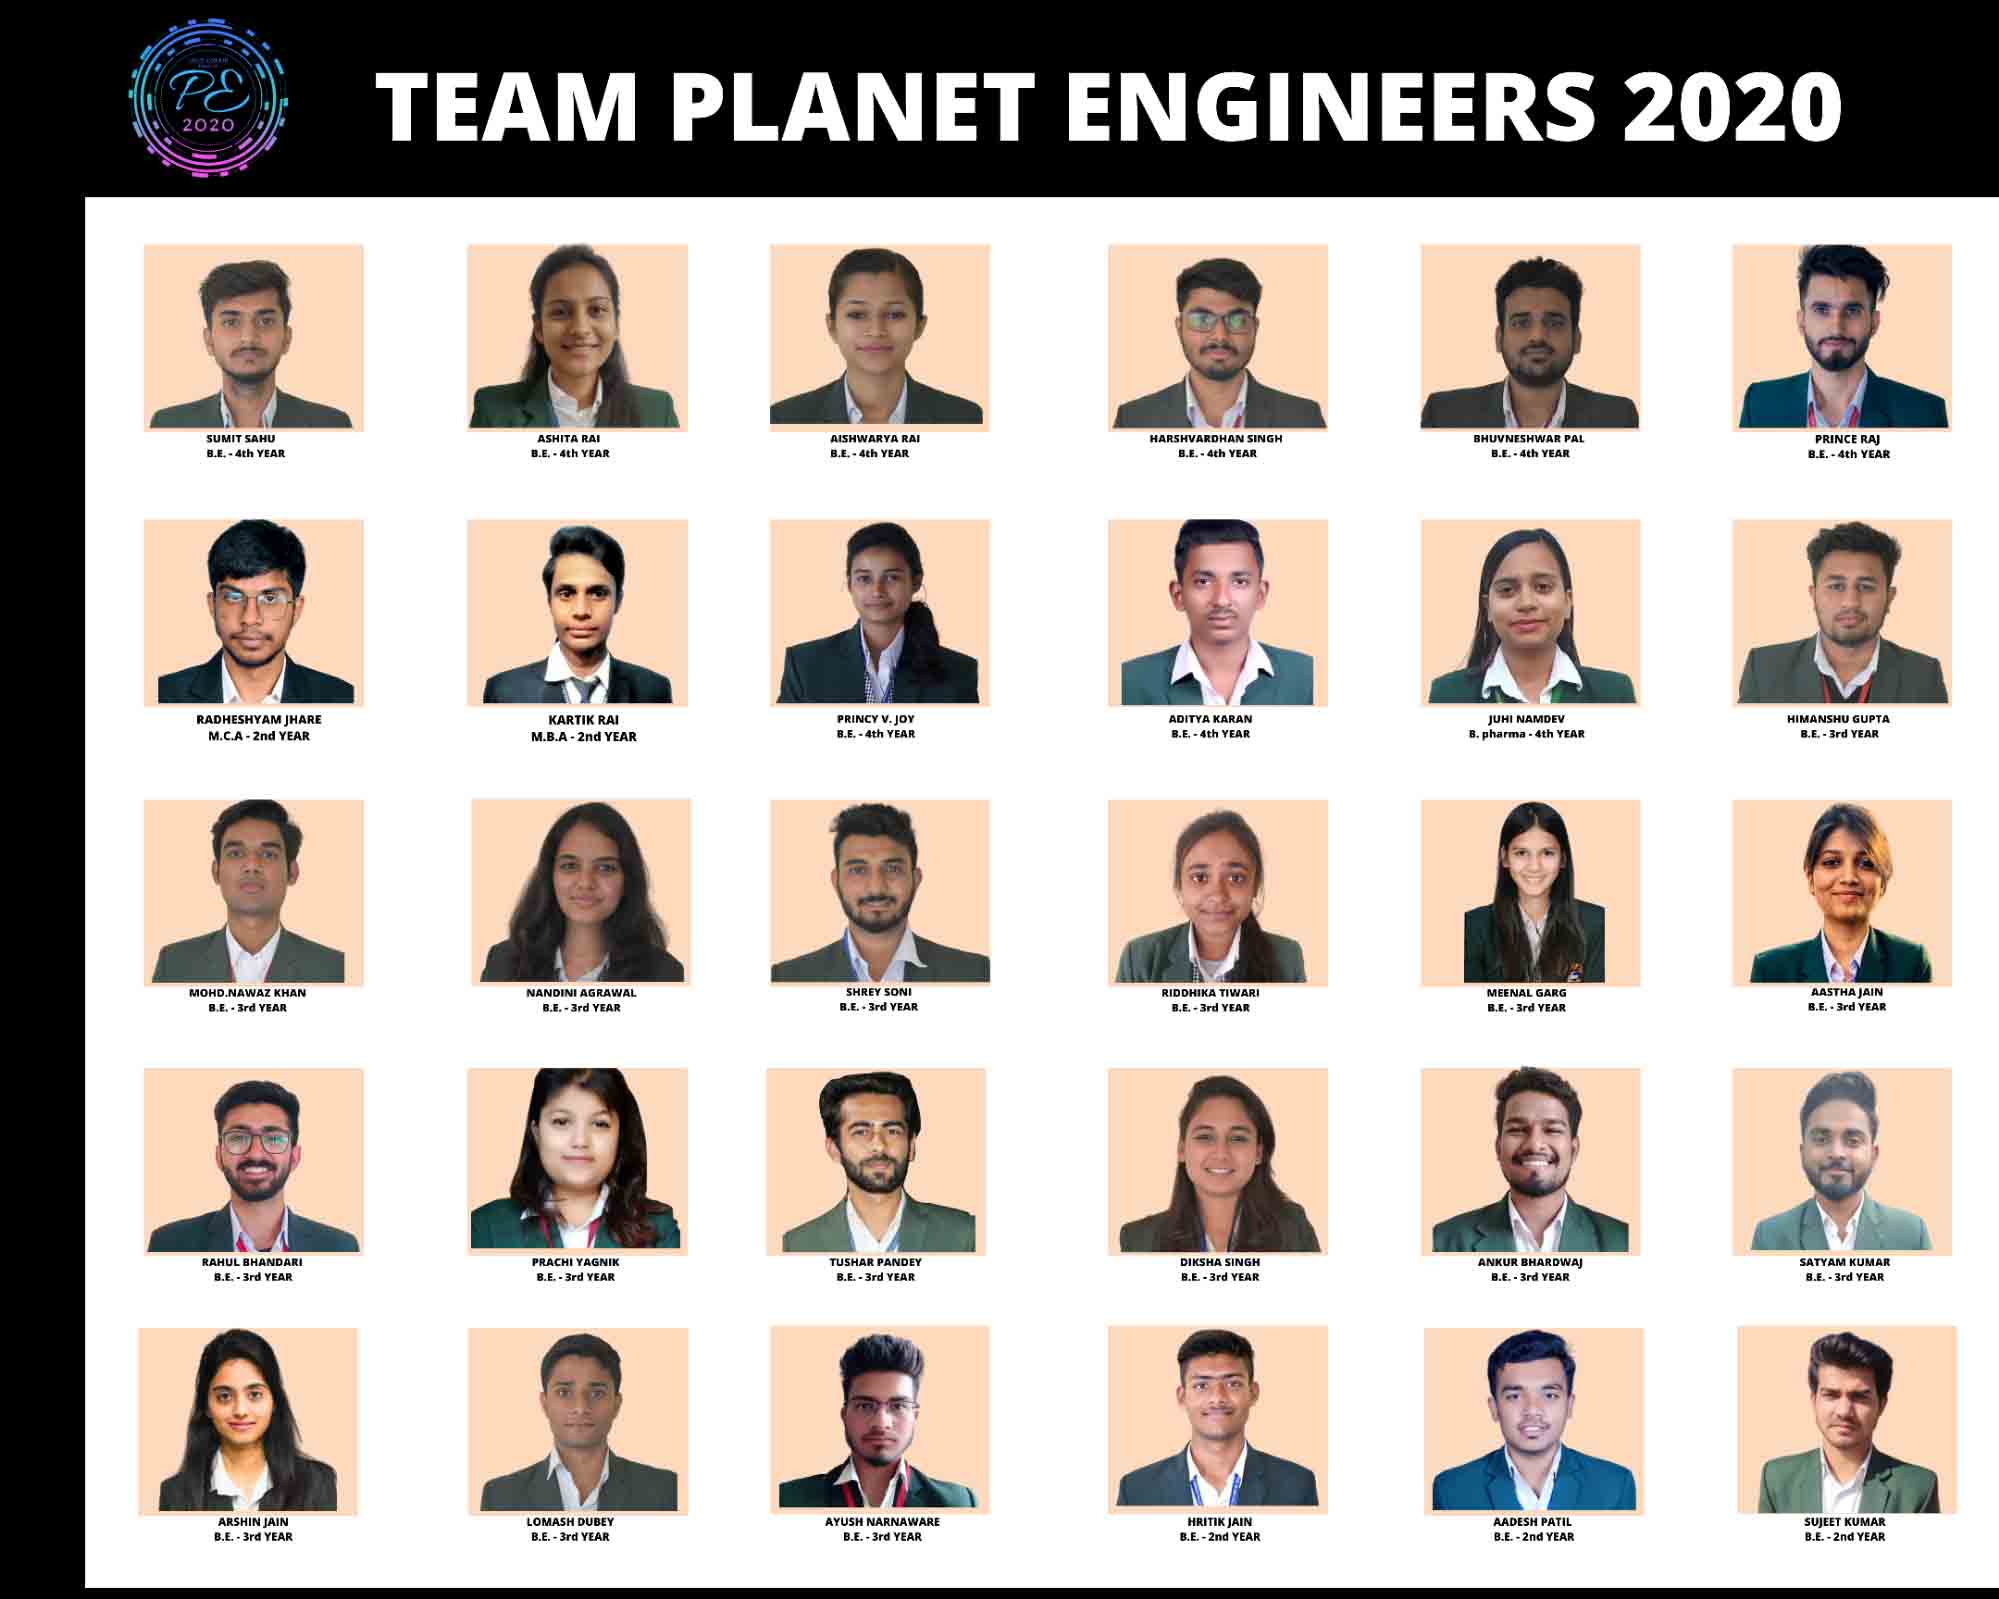 PE
2020
TEAM PLANET ENGINEERS 2020
SUMIT SAHU
B.E. - 4th YEAR
ASHITA RAI
B.E. - 4th YEAR
AISHWARYA RAI
B.E. - 4th YEAR
HARSHVARDHAN SINGH
B.E. - 4th YEAR
BHUVNESHWAR PAL
B.E. - 4th YEAR
PRINCE RAJ
B.E. - 4th YEAR
RADHESHYAM JHARE
M.C.A - 2nd YEAR
KARTIK RAI
M.B.A - 2nd YEAR
PRINCY V. JOY
B.E. - 4th YEAR
ADITYA KARAN
B.E. - 4th YEAR
JUHI NAMDEV
B. pharma - 4th YEAR
HIMANSHU GUPTA
B.E. - 3rd YEAR
MOHD.NAWAZ KHAN
B.E. - 3rd YEAR
NANDINI AGRAWAL
B.E. - 3rd YEAR
SHREY SONI
B.E. - 3rd YEAR
RIDDHIKA TIWARI
B.E. - 3rd YEAR
MEENAL GARG
B.E. - 3rd YEAR
AASTHA JAIN
B.E. - 3rd YEAR
RAHUL BHANDARI
B.E. - 3rd YEAR
PRACHI YAGNIK
B.E. - 3rd YEAR
TUSHAR PANDEY
B.E. - 3rd YEAR
DIKSHA SINGH
B.E. - 3rd YEAR
ANKUR BHARDWAJ
B.E. - 3rd YEAR
SATYAM KUMAR
B.E. - 3rd YEAR
ARSHIN JAIN
B.E. - 3rd YEAR
LOMASH DUBEY
B.E. - 3rd YEAR
AYUSH NARNAWARE
B.E. - 3rd YEAR
HRITIK JAIN
B.E. - 2nd YEAR
AADESH PATIL
B.E. - 2nd YEAR
SUJEET KUMAR
B.E. - 2nd YEAR